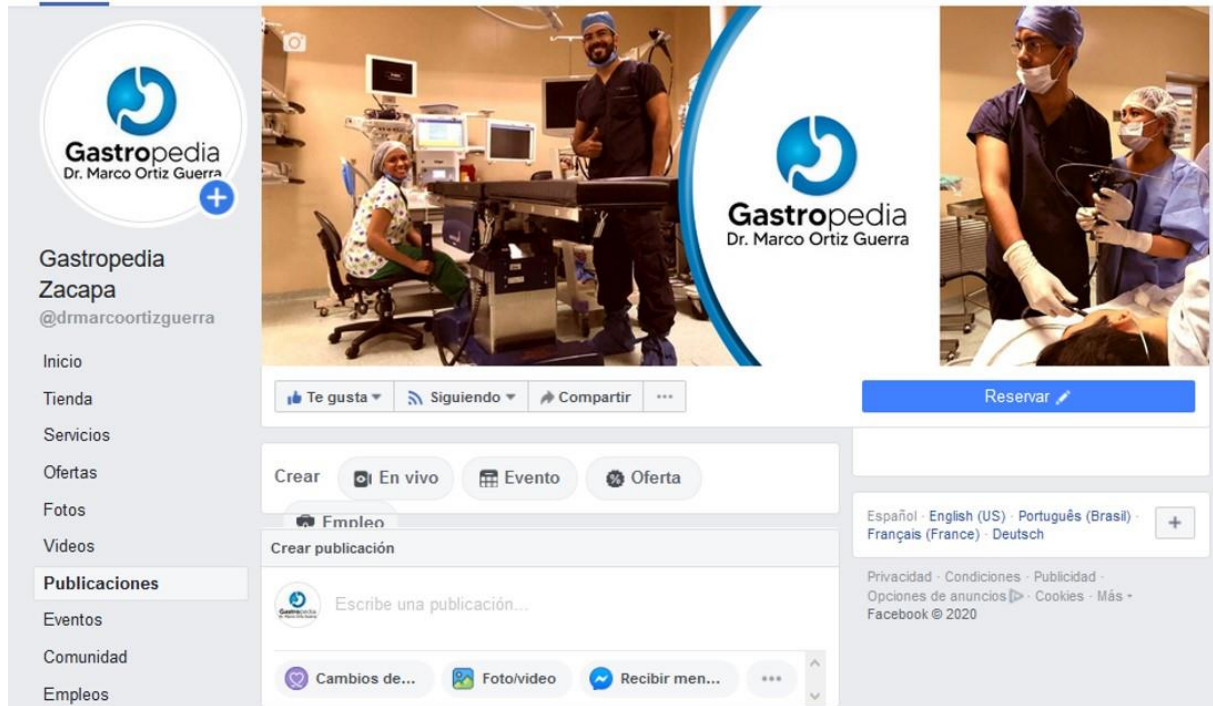 Gastropedia
Dr. Marco Ortiz Guerra
Gastropedia
Zacapa
@drmarcoortizguerra
Inicio
Tienda
Servicios
Ofertas
Fotos
Videos
Publicaciones
Eventos
Comunidad
Empleos
Gastropedia
Dr. Marco Ortiz Guerra
Te gusta
Siguiendo
Compartir
...
Reservar
Crear
En vivo
Evento
Oferta
Empleo
Crear publicación
Gastropedia
Escribe una publicación...
Cambios de...
Foto/video
Recibir men...
...
Español · English (US) · Português (Brasil) ·
Français (France) · Deutsch
+
Privacidad · Condiciones · Publicidad ·
Opciones de anuncios · Cookies · Más
Facebook © 2020